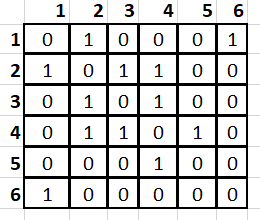 1 2 3 4 5 6
1 0 1 0 0 0 1
2 1 0 1 1 0 0
3 0 1 0 1 0 0
4 0 1 1 0 1 0
5 0 0 0 1 0 0
6 1 0 0 0 0 0